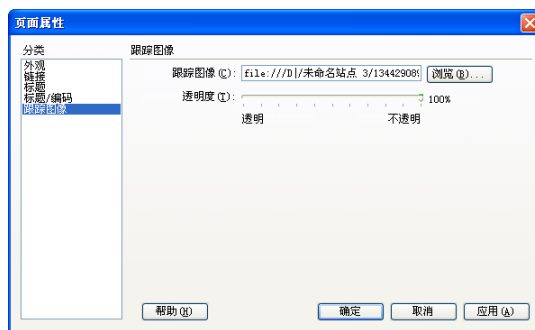 页面属性
分类
外观
链接
标题
标题/编码
跟踪图像
跟踪图像
跟踪图像(C): file:///D|/未命名站点 3/134429089 浏览(B)...
透明度(T): 100%
透明 不透明
帮助(H) 确定 取消 应用(A)